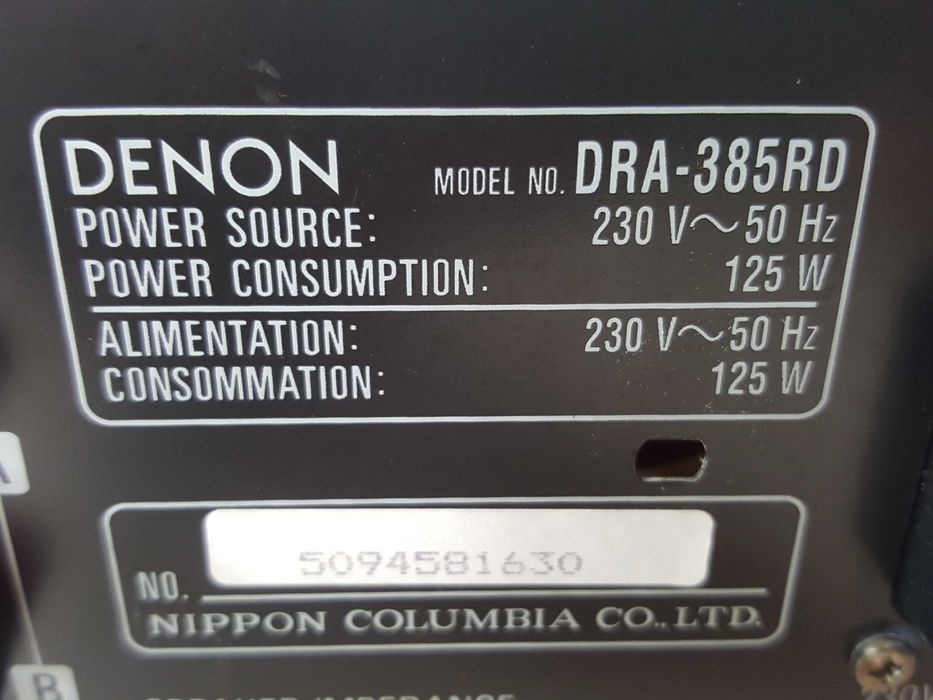 DENON MODEL NO. DRA-385RD
POWER SOURCE: 230 V～50 Hz
POWER CONSUMPTION: 125 W
ALIMENTATION: 230 V～50 Hz
CONSOMMATION: 125 W
5094581630
NO.
NIPPON COLUMBIA CO., LTD.
B